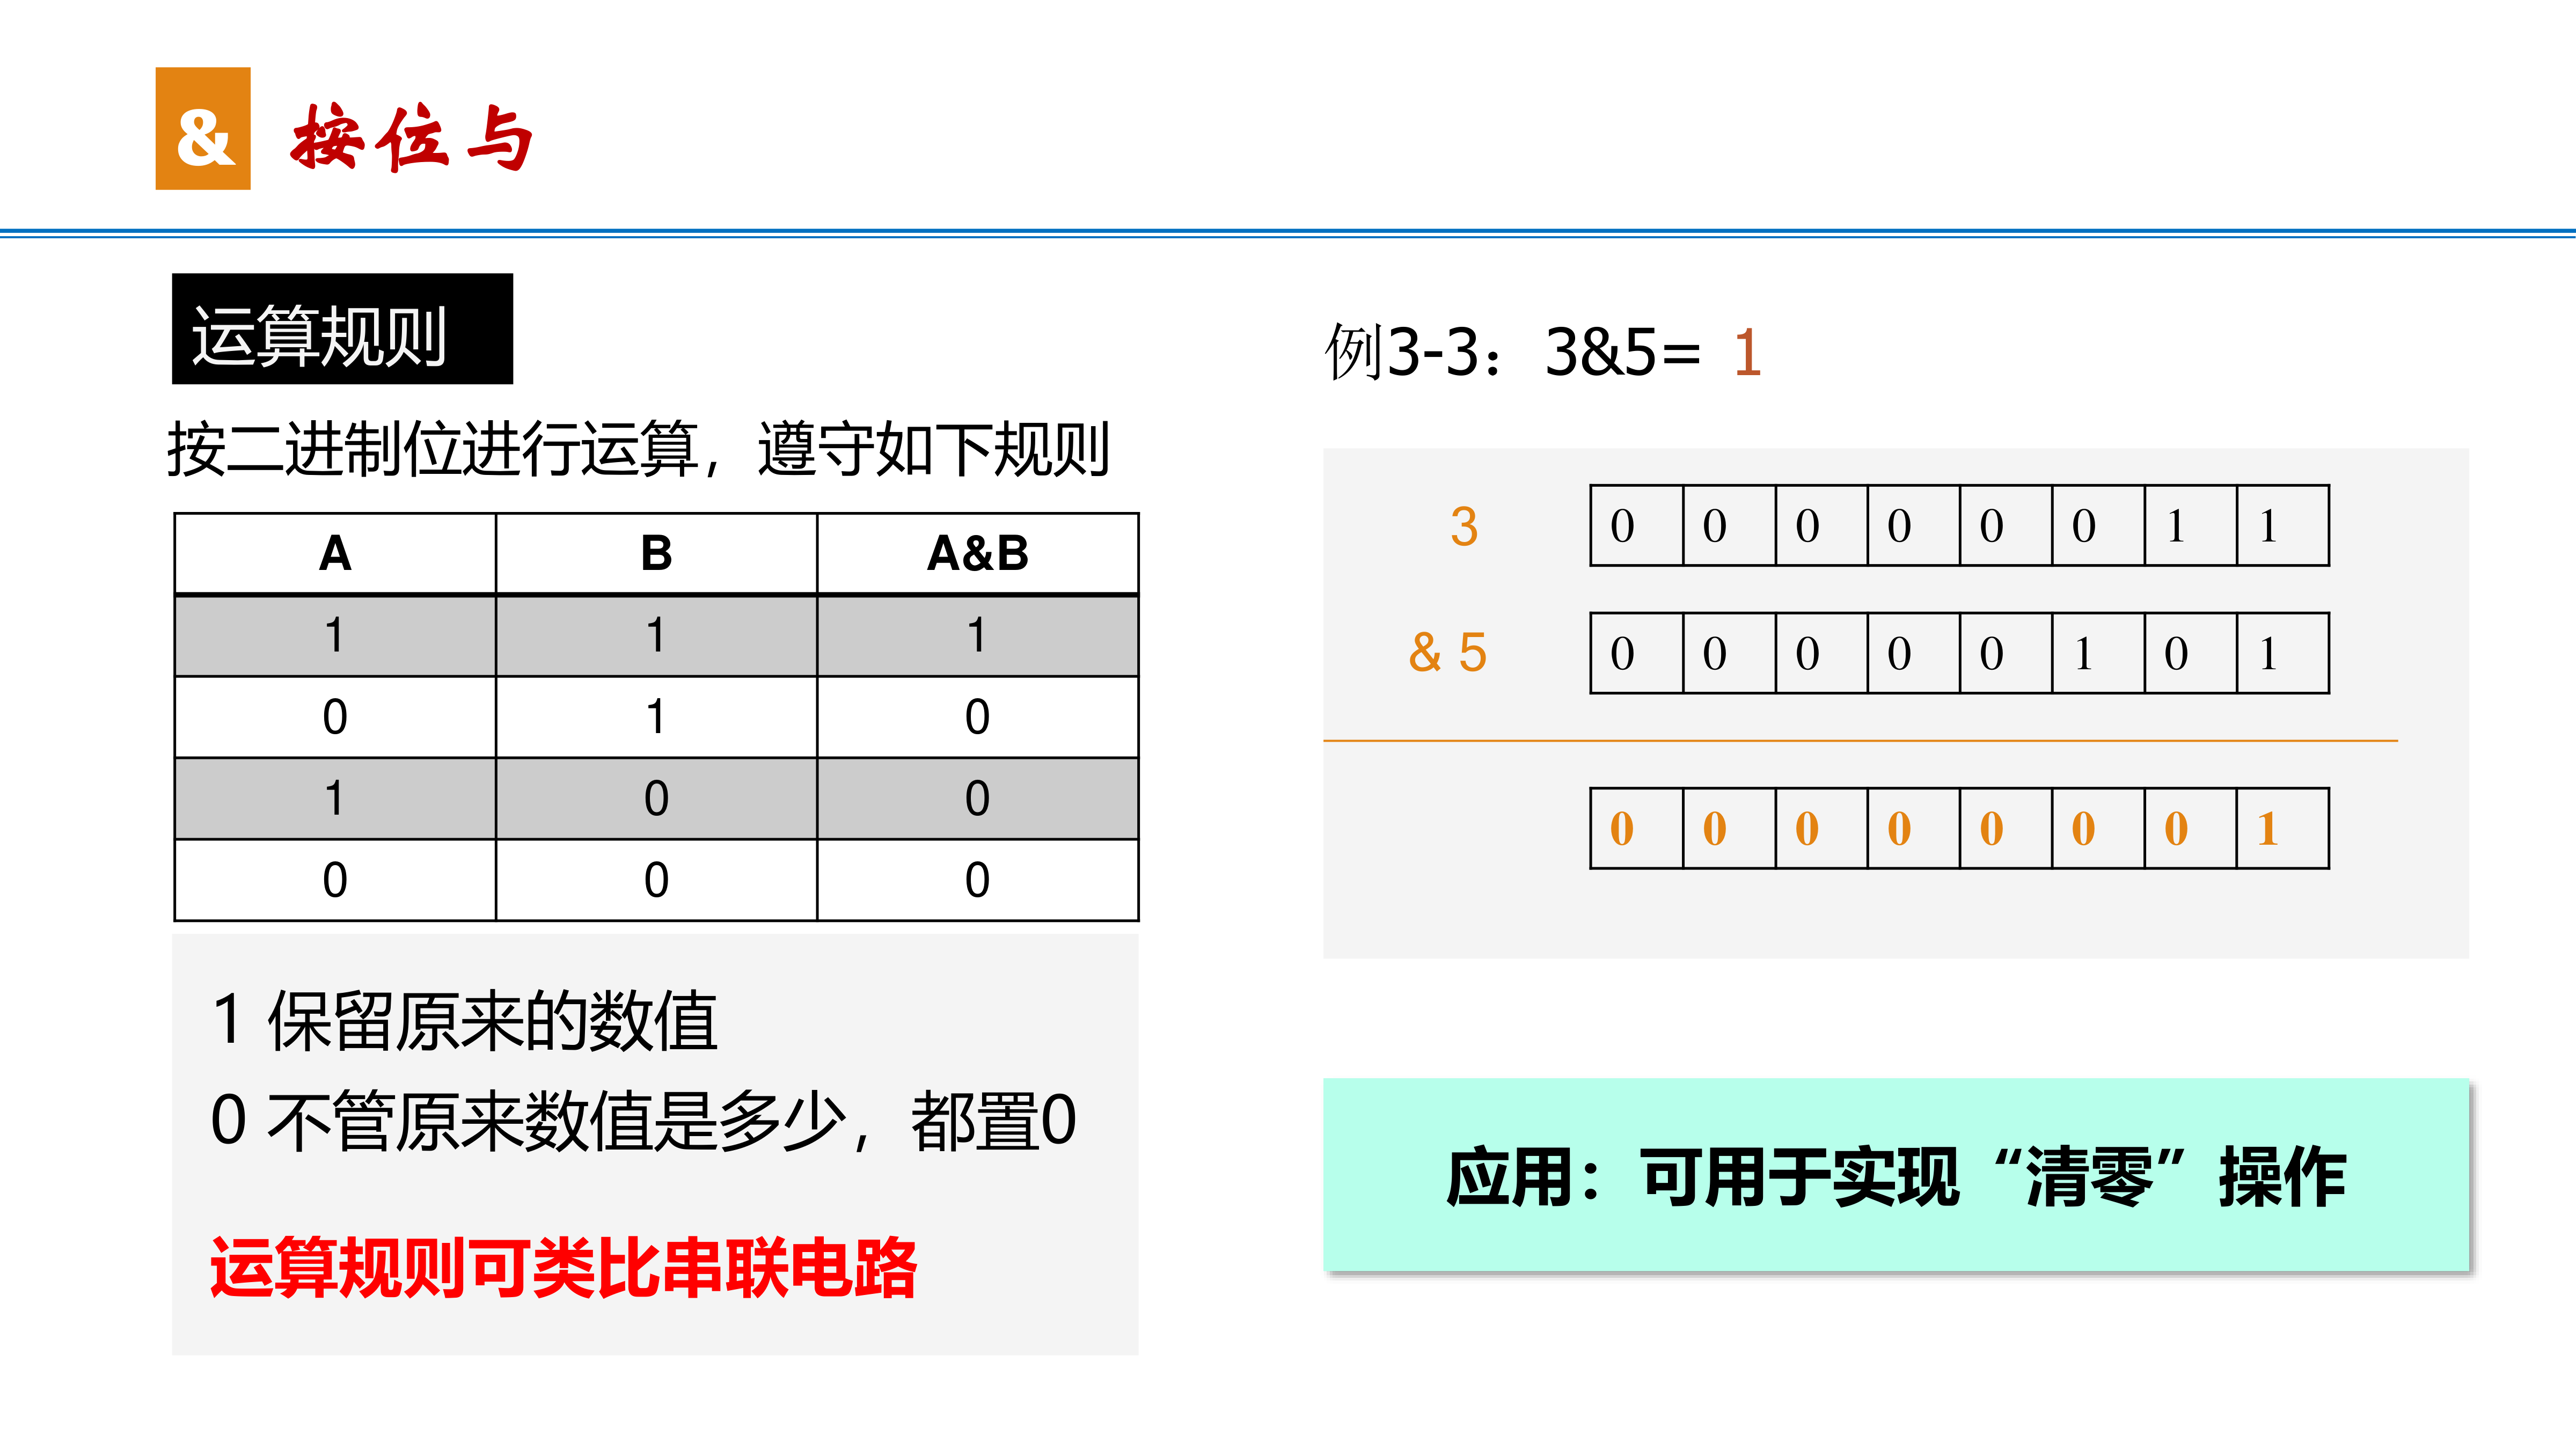 & 按位与
运算规则
按二进制位进行运算，遵守如下规则
A B A&B
1 1 1
0 1 0
1 0 0
0 0 0
1 保留原来的数值
0 不管原来数值是多少，都置0
运算规则可类比串联电路
例3-3：3&5= 1
3 0 0 0 0 0 0 1 1
& 5 0 0 0 0 0 1 0 1
0 0 0 0 0 0 0 1
应用：可用于实现“清零”操作